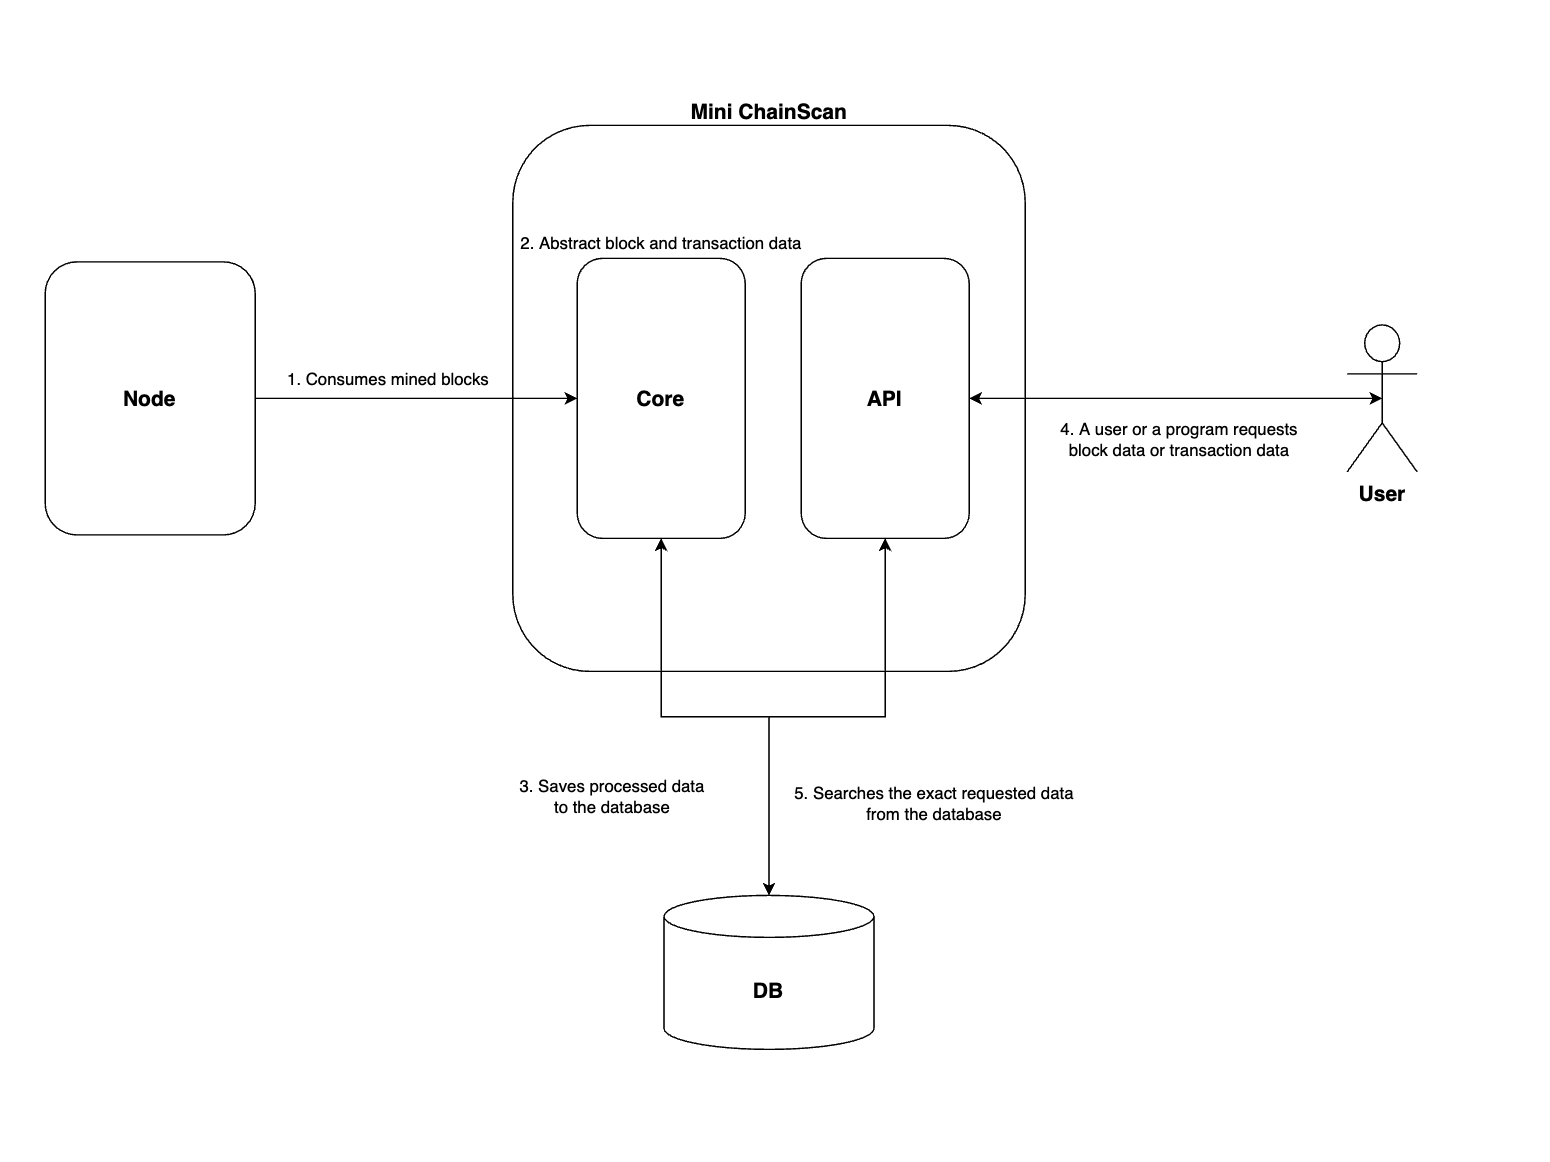 Mini ChainScan
2. Abstract block and transaction data
1. Consumes mined blocks
Node
Core
API
4. A user or a program requests
block data or transaction data
User
3. Saves processed data
to the database
5. Searches the exact requested data
from the database
DB